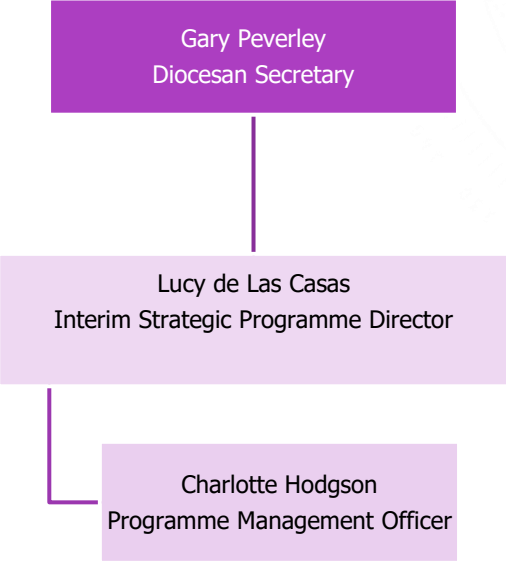 Gary Peverley
Diocesan Secretary
Lucy de Las Casas
Interim Strategic Programme Director
Charlotte Hodgson
Programme Management Officer